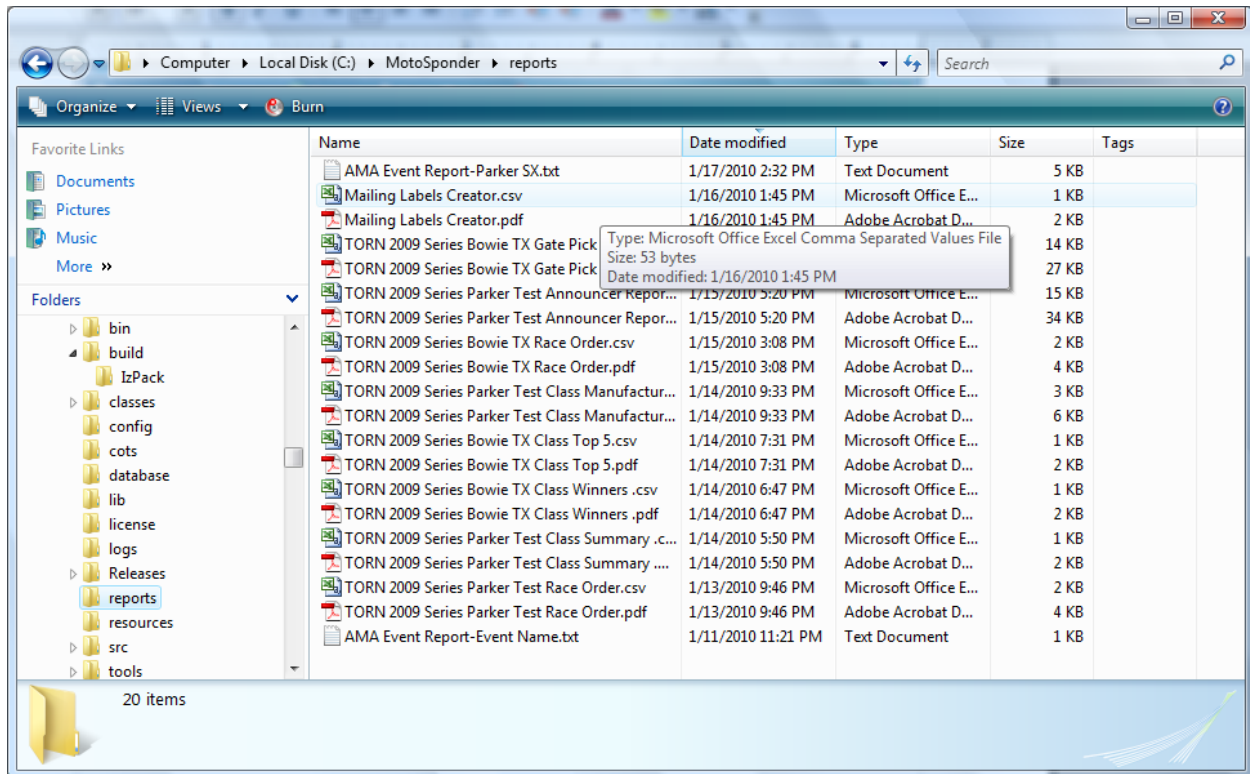 Computer ▸ Local Disk (C:) ▸ MotoSponder ▸ reports
Search
Organize Views Burn
Favorite Links
Documents
Pictures
Music
More »
Folders
bin
build
IzPack
classes
config
cots
database
lib
license
logs
Releases
reports
resources
src
tools
Name Date modified Type Size Tags
AMA Event Report-Parker SX.txt 1/17/2010 2:32 PM Text Document 5 KB
Mailing Labels Creator.csv 1/16/2010 1:45 PM Microsoft Office E... 1 KB
Mailing Labels Creator.pdf 1/16/2010 1:45 PM Adobe Acrobat D... 2 KB
TORN 2009 Series Bowie TX Gate Pick 14 KB
TORN 2009 Series Bowie TX Gate Pick 27 KB
Type: Microsoft Office Excel Comma Separated Values File
Size: 53 bytes
Date modified: 1/16/2010 1:45 PM
TORN 2009 Series Parker Test Announcer Repor... 1/15/2010 5:20 PM Microsoft Office E... 15 KB
TORN 2009 Series Parker Test Announcer Repor... 1/15/2010 5:20 PM Adobe Acrobat D... 34 KB
TORN 2009 Series Bowie TX Race Order.csv 1/15/2010 3:08 PM Microsoft Office E... 2 KB
TORN 2009 Series Bowie TX Race Order.pdf 1/15/2010 3:08 PM Adobe Acrobat D... 4 KB
TORN 2009 Series Parker Test Class Manufactur... 1/14/2010 9:33 PM Microsoft Office E... 3 KB
TORN 2009 Series Parker Test Class Manufactur... 1/14/2010 9:33 PM Adobe Acrobat D... 6 KB
TORN 2009 Series Bowie TX Class Top 5.csv 1/14/2010 7:31 PM Microsoft Office E... 1 KB
TORN 2009 Series Bowie TX Class Top 5.pdf 1/14/2010 7:31 PM Adobe Acrobat D... 2 KB
TORN 2009 Series Bowie TX Class Winners .csv 1/14/2010 6:47 PM Microsoft Office E... 1 KB
TORN 2009 Series Bowie TX Class Winners .pdf 1/14/2010 6:47 PM Adobe Acrobat D... 2 KB
TORN 2009 Series Parker Test Class Summary .c... 1/14/2010 5:50 PM Microsoft Office E... 1 KB
TORN 2009 Series Parker Test Class Summary .... 1/14/2010 5:50 PM Adobe Acrobat D... 2 KB
TORN 2009 Series Parker Test Race Order.csv 1/13/2010 9:46 PM Microsoft Office E... 2 KB
TORN 2009 Series Parker Test Race Order.pdf 1/13/2010 9:46 PM Adobe Acrobat D... 4 KB
AMA Event Report-Event Name.txt 1/11/2010 11:21 PM Text Document 1 KB
20 items